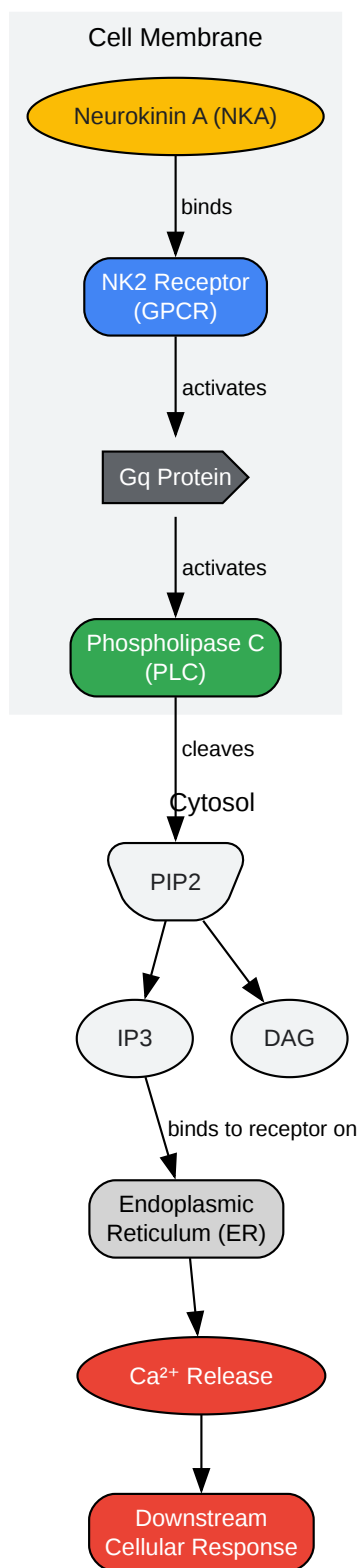 Cell Membrane
Neurokinin A (NKA)
binds
NK2 Receptor
(GPCR)
activates
Gq Protein
activates
Phospholipase C
(PLC)
cleaves
Cytosol
PIP2
IP3
DAG
binds to receptor on
Endoplasmic
Reticulum (ER)
Ca²⁺ Release
Downstream
Cellular Response